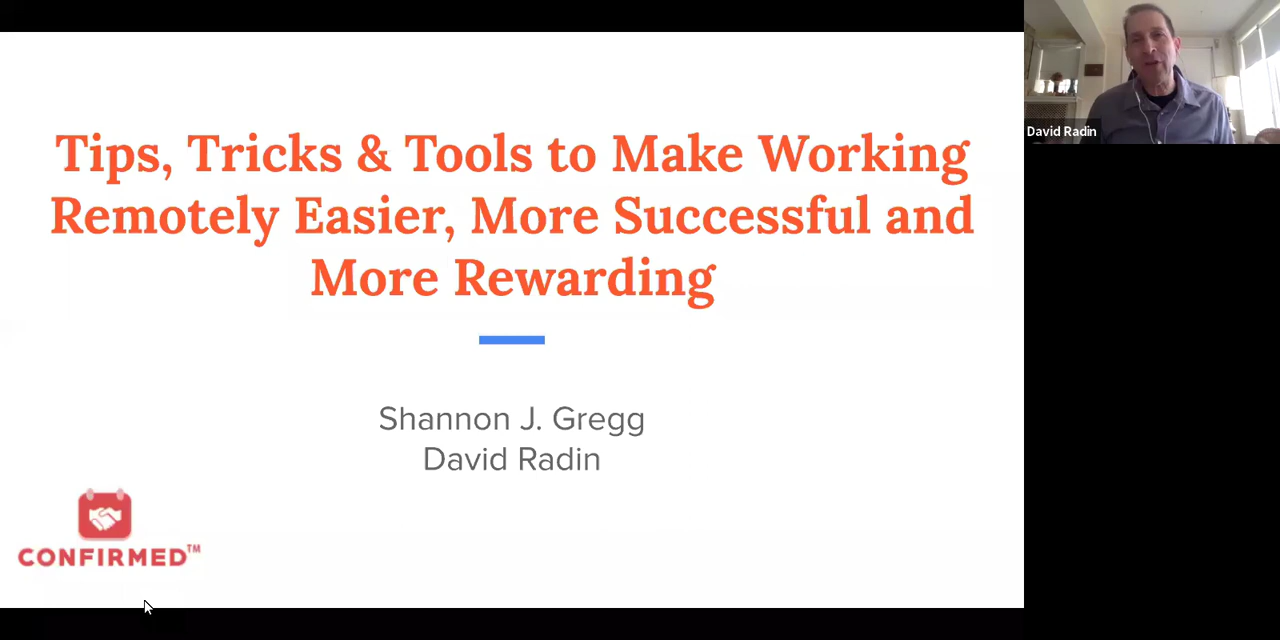 Tips, Tricks & Tools to Make Working
Remotely Easier, More Successful and
More Rewarding
Shannon J. Gregg
David Radin
CONFIRMED™
David Radin